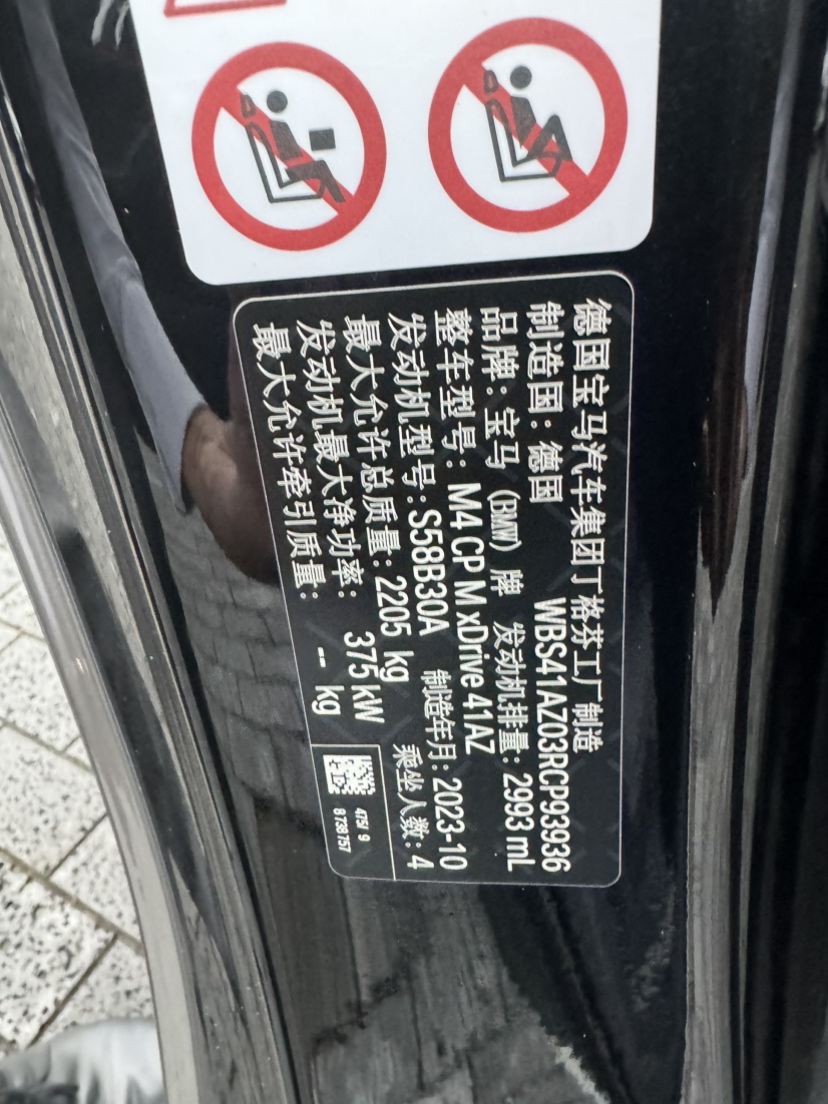 德国宝马汽车集团丁格芬工厂制造
制造国：德国 WBS41AZ03RCP93936
品牌：宝马 (BMW) 牌 发动机排量：2993 mL
整车型号：M4 CP M xDrive 41AZ
发动机型号：S58B30A 制造年月：2023-10
最大允许总质量：2205 kg 乘坐人数：4
发动机最大净功率： 375 kW
最大允许牵引质量： -- kg
475/ 9
8 738 757